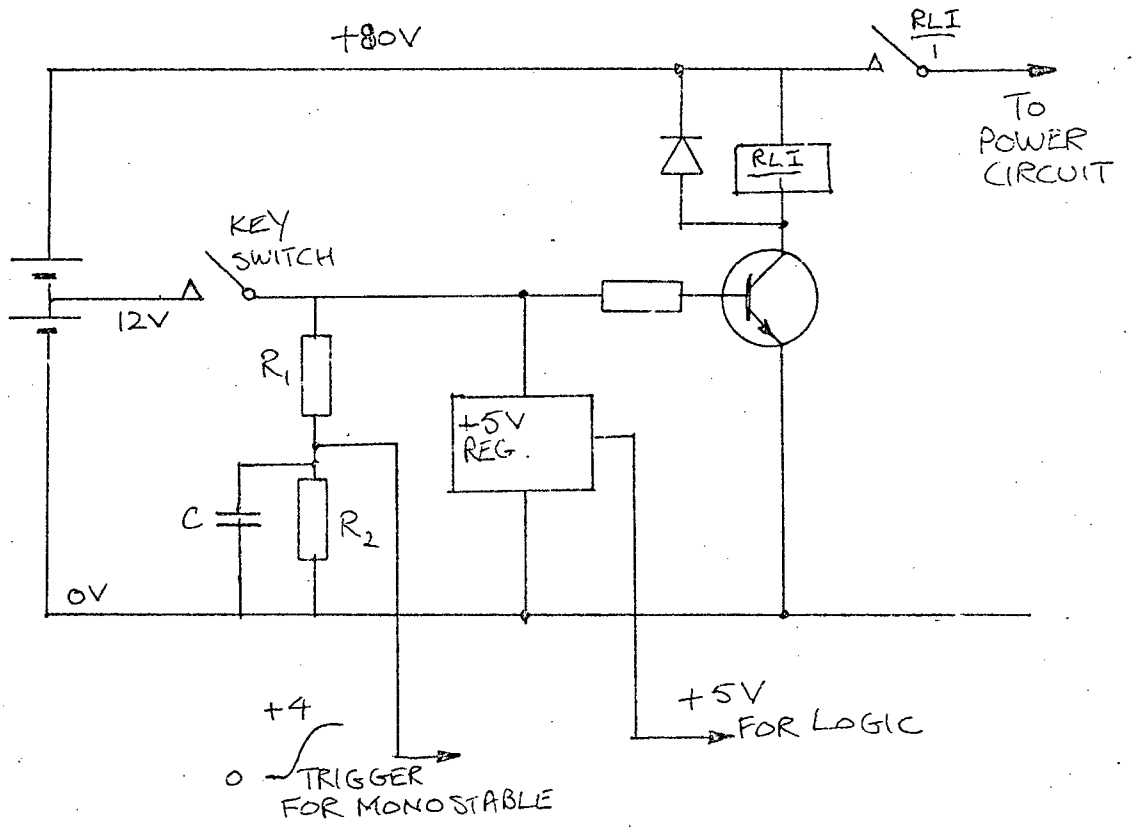 +80V
RLI
1
TO
POWER
CIRCUIT
RLI
KEY
SWITCH
12V
R1
+5V
REG.
C
R2
0V
+4
0
TRIGGER
FOR MONOSTABLE
+5V
FOR LOGIC